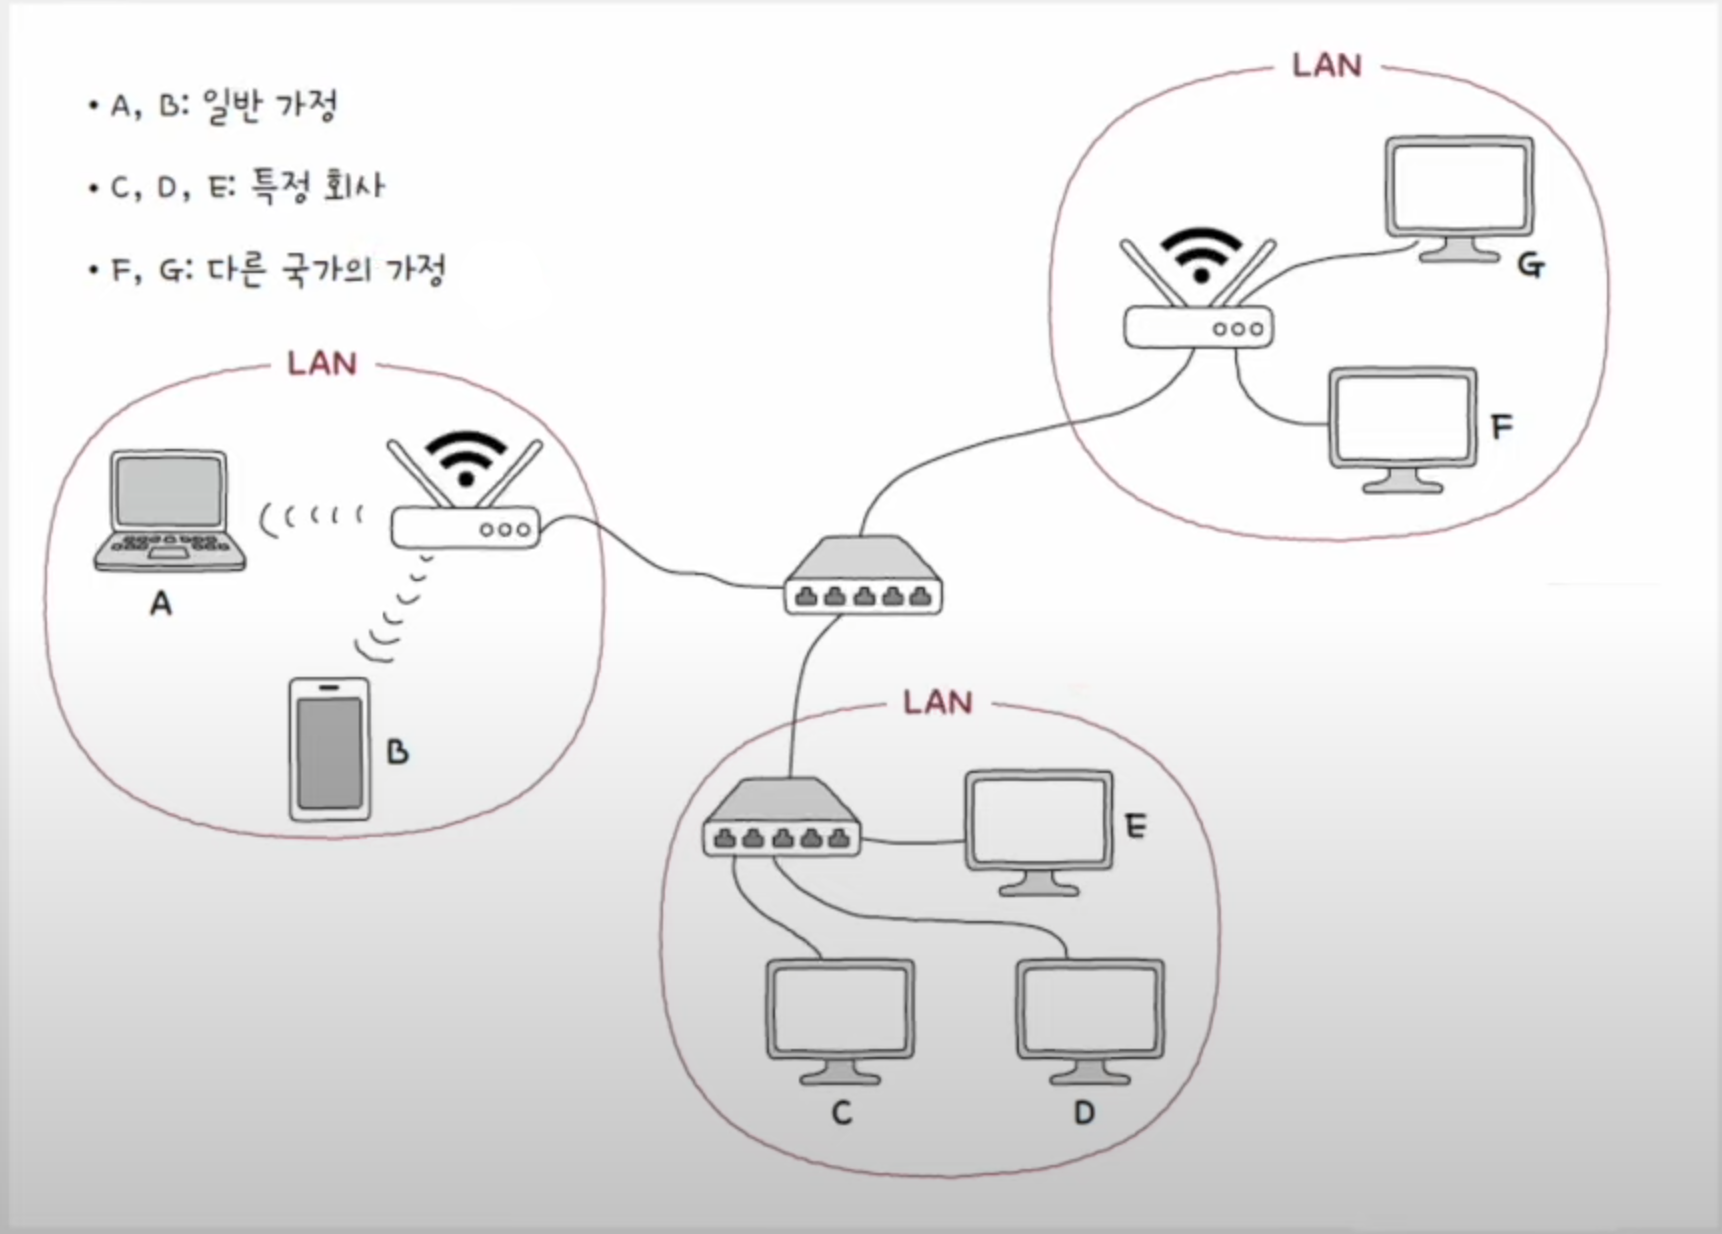 • A, B: 일반 가정
• C, D, E: 특정 회사
• F, G: 다른 국가의 가정
LAN
G
F
LAN
A
B
LAN
E
C
D